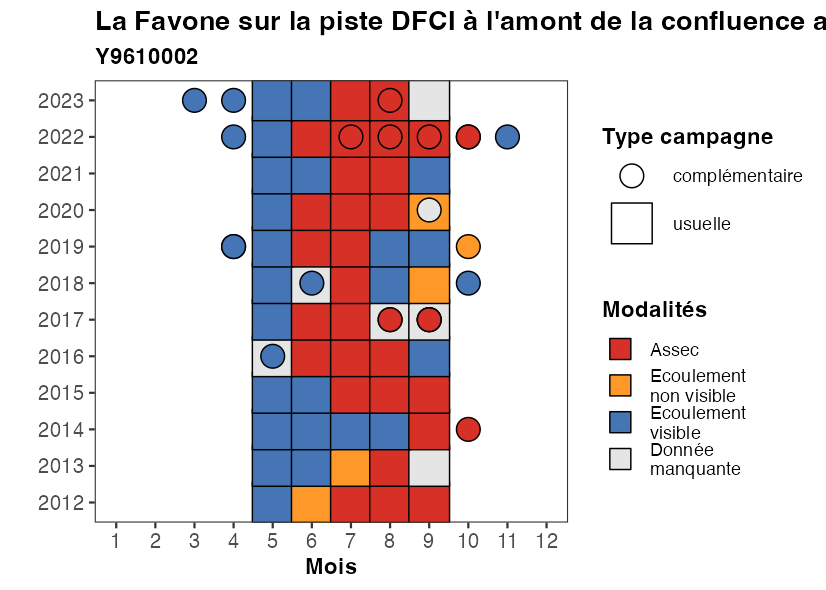 La Favone sur la piste DFCI à l'amont de la confluence a
Y9610002
2023
2022
2021
2020
2019
2018
2017
2016
2015
2014
2013
2012
1 2 3 4 5 6 7 8 9 10 11 12
Mois
Type campagne
complémentaire
usuelle
Modalités
Assec
Ecoulement
non visible
Ecoulement
visible
Donnée
manquante